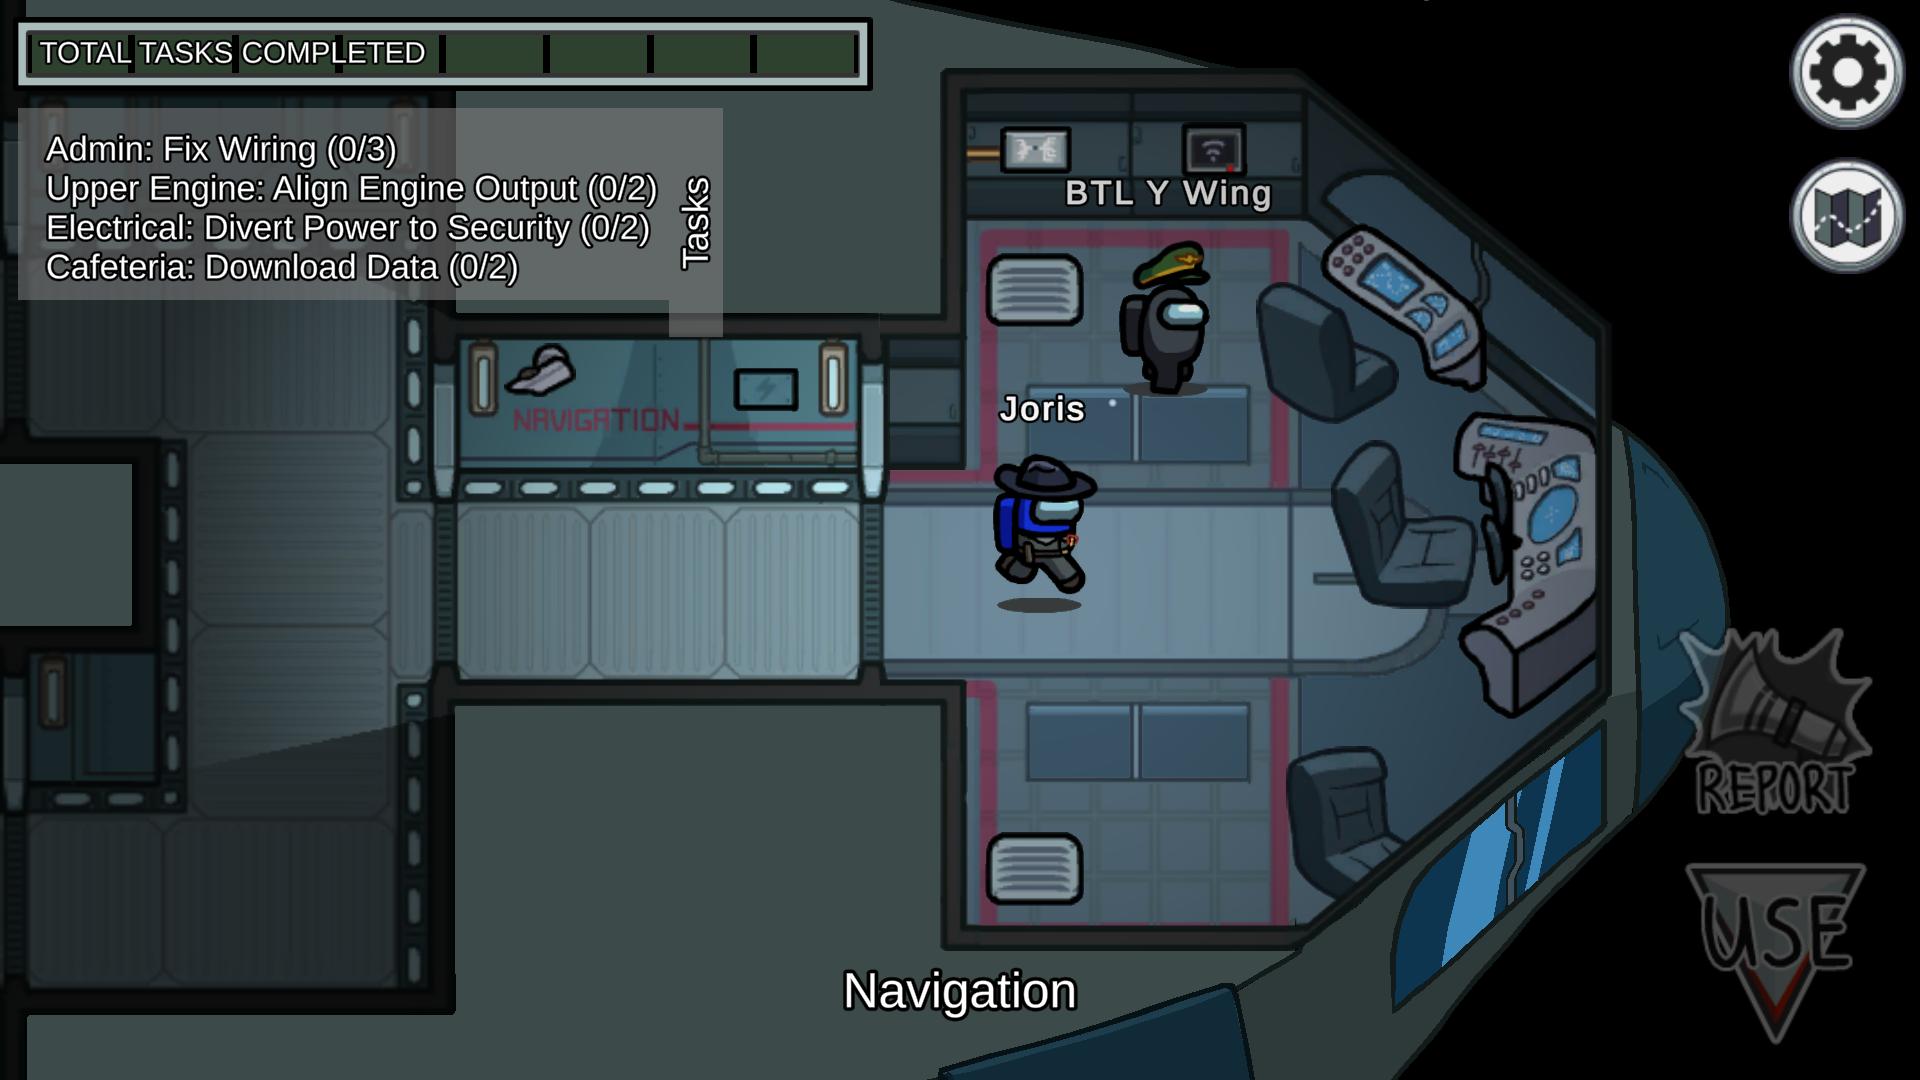 TOTAL TASKS COMPLETED
Admin: Fix Wiring (0/3)
Upper Engine: Align Engine Output (0/2)
Electrical: Divert Power to Security (0/2)
Cafeteria: Download Data (0/2)
Tasks
BTL Y Wing
Joris
NAVIGATION
REPORT
USE
Navigation